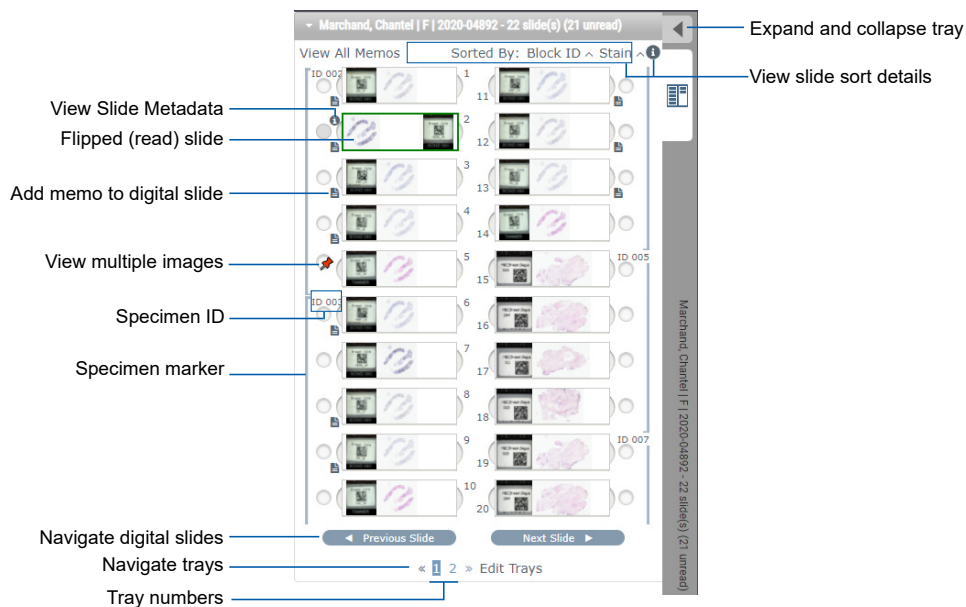 Marchand, Chantel | F | 2020-04892 - 22 slide(s) (21 unread)
Expand and collapse tray
View All Memos
Sorted By: Block ID ^ Stain ^
View slide sort details
ID 002
1
11
View Slide Metadata
Flipped (read) slide
2
12
Add memo to digital slide
3
13
4
14
View multiple images
5
15
ID 005
Specimen ID
ID 003
6
16
Specimen marker
7
17
8
18
9
19
ID 007
10
20
Marchand, Chantel | F | 2020-04892 - 22 slide(s) (21 unread)
Navigate digital slides
◄ Previous Slide
Next Slide ►
Navigate trays
« 1 2 » Edit Trays
Tray numbers